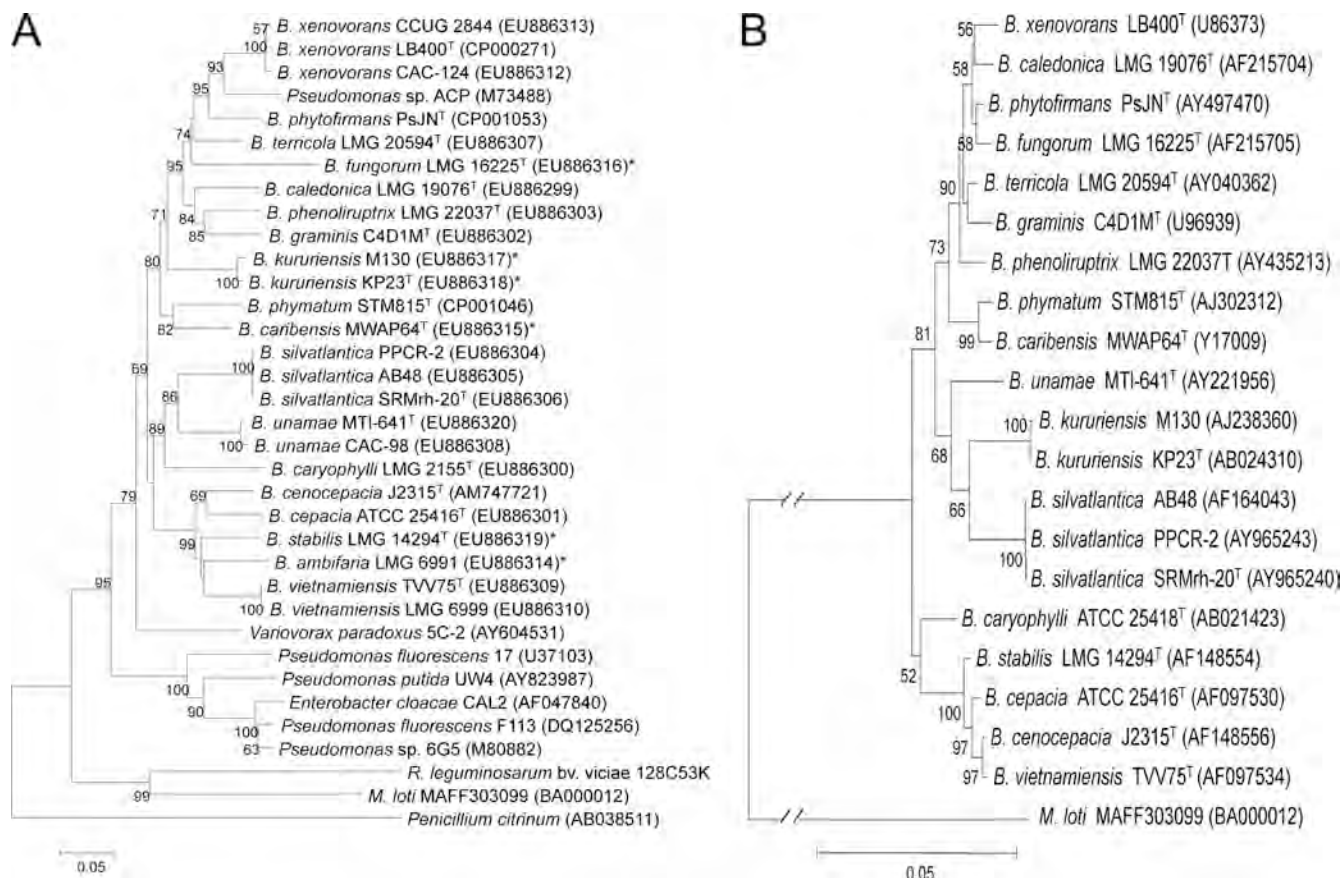 A
57 B. xenovorans CCUG 2844 (EU886313)
100 B. xenovorans LB400ᵀ (CP000271)
B. xenovorans CAC-124 (EU886312)
93
Pseudomonas sp. ACP (M73488)
95
B. phytofirmans PsJNᵀ (CP001053)
74
B. terricola LMG 20594ᵀ (EU886307)
B. fungorum LMG 16225ᵀ (EU886316)*
95
B. caledonica LMG 19076ᵀ (EU886299)
84
B. phenoliruptrix LMG 22037ᵀ (EU886303)
71
85 B. graminis C4D1Mᵀ (EU886302)
B. kururiensis M130 (EU886317)*
80
100 B. kururiensis KP23ᵀ (EU886318)*
B. phymatum STM815ᵀ (CP001046)
82 B. caribensis MWAP64ᵀ (EU886315)*
B. silvatlantica PPCR-2 (EU886304)
69
100 B. silvatlantica AB48 (EU886305)
B. silvatlantica SRMrh-20ᵀ (EU886306)
86
B. unamae MTI-641ᵀ (EU886320)
89
100 B. unamae CAC-98 (EU886308)
B. caryophylli LMG 2155ᵀ (EU886300)
79
69 B. cenocepacia J2315ᵀ (AM747721)
B. cepacia ATCC 25416ᵀ (EU886301)
B. stabilis LMG 14294ᵀ (EU886319)*
99
B. ambifaria LMG 6991 (EU886314)*
95
B. vietnamiensis TVV75ᵀ (EU886309)
100 B. vietnamiensis LMG 6999 (EU886310)
Variovorax paradoxus 5C-2 (AY604531)
Pseudomonas fluorescens 17 (U37103)
100
Pseudomonas putida UW4 (AY823987)
90
Enterobacter cloacae CAL2 (AF047840)
100 Pseudomonas fluorescens F113 (DQ125256)
63 Pseudomonas sp. 6G5 (M80882)
R. leguminosarum bv. viciae 128C53K
99 M. loti MAFF303099 (BA000012)
Penicillium citrinum (AB038511)
0.05
B
56 B. xenovorans LB400ᵀ (U86373)
58 B. caledonica LMG 19076ᵀ (AF215704)
B. phytofirmans PsJNᵀ (AY497470)
58 B. fungorum LMG 16225ᵀ (AF215705)
90 B. terricola LMG 20594ᵀ (AY040362)
B. graminis C4D1Mᵀ (U96939)
73
B. phenoliruptrix LMG 22037T (AY435213)
B. phymatum STM815ᵀ (AJ302312)
81
99 B. caribensis MWAP64ᵀ (Y17009)
B. unamae MTI-641ᵀ (AY221956)
100 B. kururiensis M130 (AJ238360)
68
B. kururiensis KP23ᵀ (AB024310)
B. silvatlantica AB48 (AF164043)
66
B. silvatlantica PPCR-2 (AY965243)
100
B. silvatlantica SRMrh-20ᵀ (AY965240)
B. caryophylli ATCC 25418ᵀ (AB021423)
52
B. stabilis LMG 14294ᵀ (AF148554)
100 B. cepacia ATCC 25416ᵀ (AF097530)
97 B. cenocepacia J2315ᵀ (AF148556)
97 B. vietnamiensis TVV75ᵀ (AF097534)
M. loti MAFF303099 (BA000012)
0.05